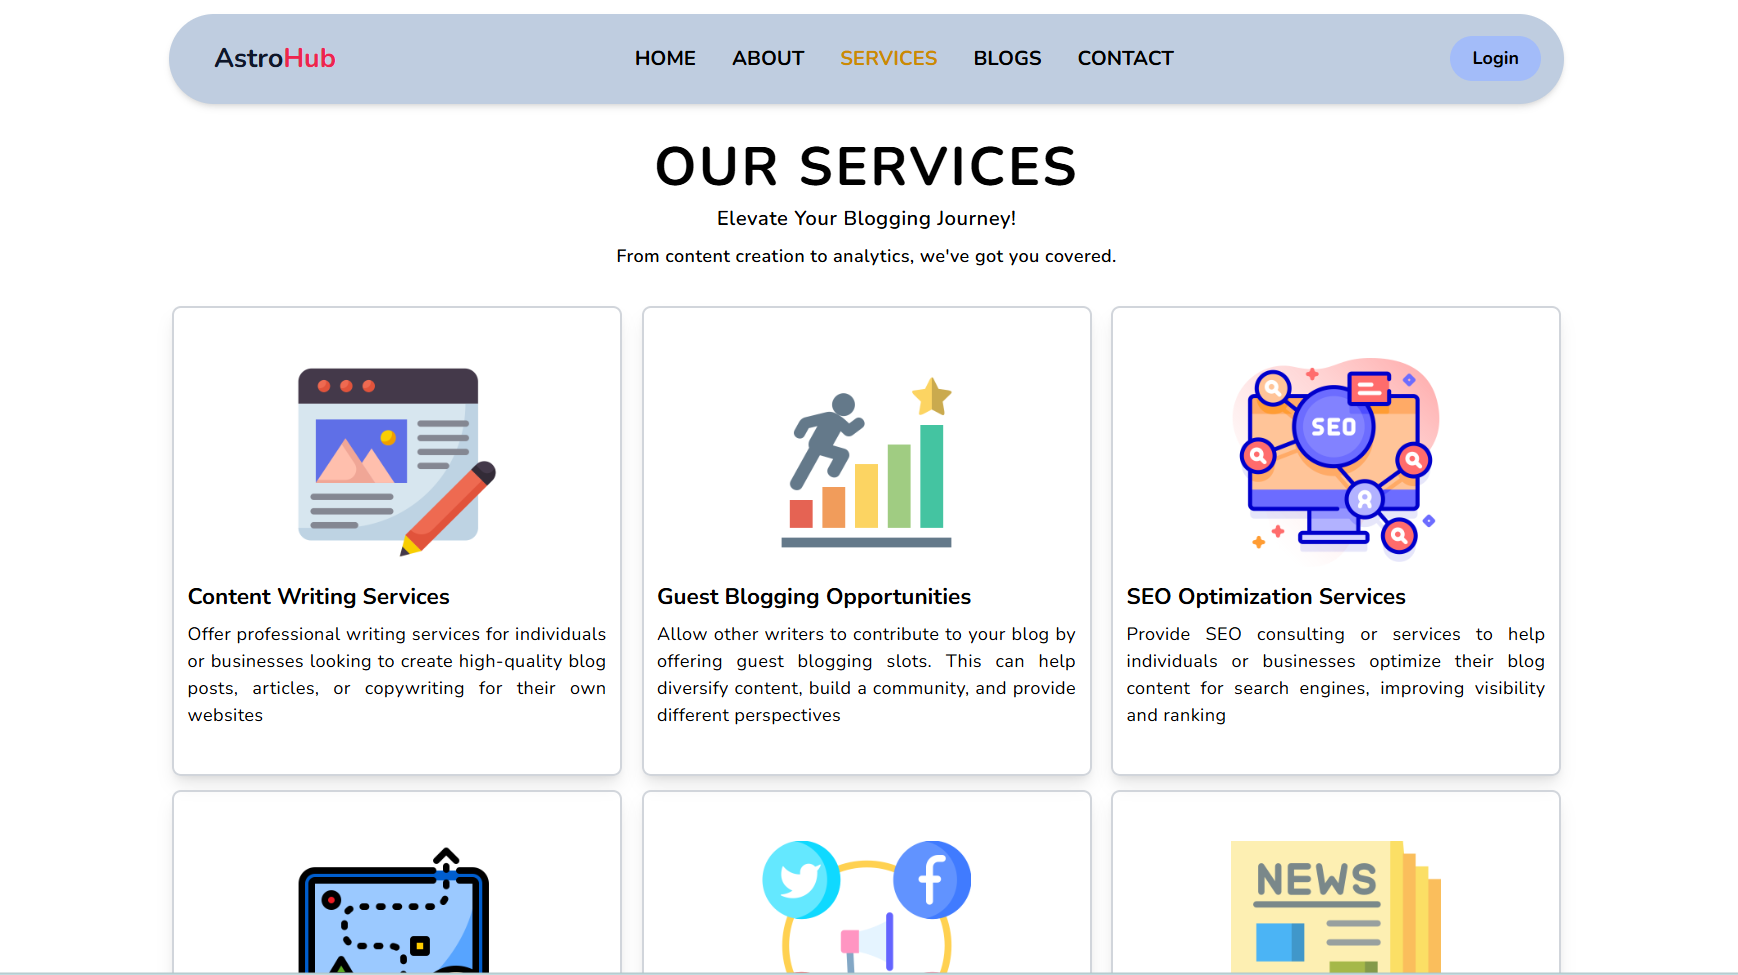 AstroHub
HOME ABOUT SERVICES BLOGS CONTACT
Login
OUR SERVICES
Elevate Your Blogging Journey!
From content creation to analytics, we've got you covered.
SEO
Content Writing Services
Offer professional writing services for individuals
or businesses looking to create high-quality blog
posts, articles, or copywriting for their own
websites
Guest Blogging Opportunities
Allow other writers to contribute to your blog by
offering guest blogging slots. This can help
diversify content, build a community, and provide
different perspectives
SEO Optimization Services
Provide SEO consulting or services to help
individuals or businesses optimize their blog
content for search engines, improving visibility
and ranking
NEWS